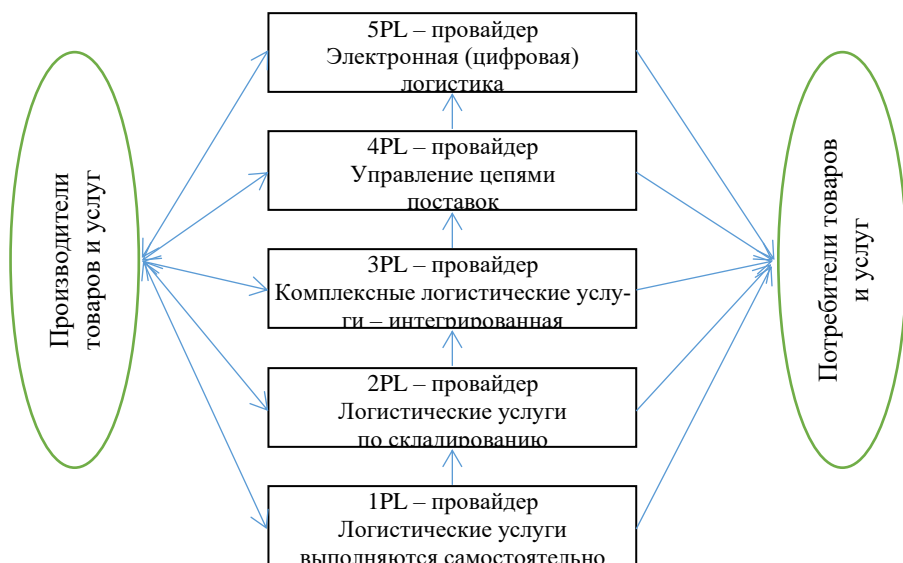 Производители
товаров и услуг
5PL – провайдер
Электронная (цифровая)
логистика
4PL – провайдер
Управление цепями
поставок
3PL – провайдер
Комплексные логистические услу-
ги – интегрированная
2PL – провайдер
Логистические услуги
по складированию
1PL – провайдер
Логистические услуги
выполняются самостоятельно
Потребители товаров
и услуг